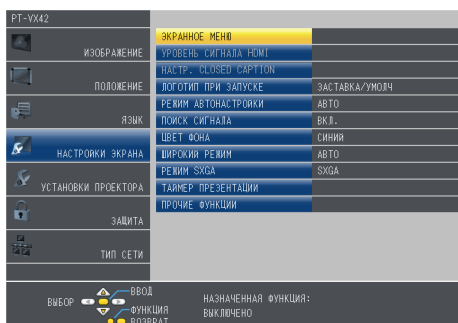 PT-VX42
ИЗОБРАЖЕНИЕ
ПОЛОЖЕНИЕ
ЯЗЫК
НАСТРОЙКИ ЭКРАНА
УСТАНОВКИ ПРОЕКТОРА
ЗАЩИТА
ТИП СЕТИ
ЭКРАННОЕ МЕНЮ
УРОВЕНЬ СИГНАЛА HDMI
НАСТР. CLOSED CAPTION
ЛОГОТИП ПРИ ЗАПУСКЕ ЗАСТАВКА/УМОЛЧ
РЕЖИМ АВТОНАСТРОЙКИ АВТО
ПОИСК СИГНАЛА ВКЛ.
ЦВЕТ ФОНА СИНИЙ
ШИРОКИЙ РЕЖИМ АВТО
РЕЖИМ SXGA SXGA
ТАЙМЕР ПРЕЗЕНТАЦИИ
ПРОЧИЕ ФУНКЦИИ
ВЫБОР
ВВОД
ФУНКЦИЯ
ВОЗВРАТ
НАЗНАЧЕННАЯ ФУНКЦИЯ:
ВЫКЛЮЧЕНО